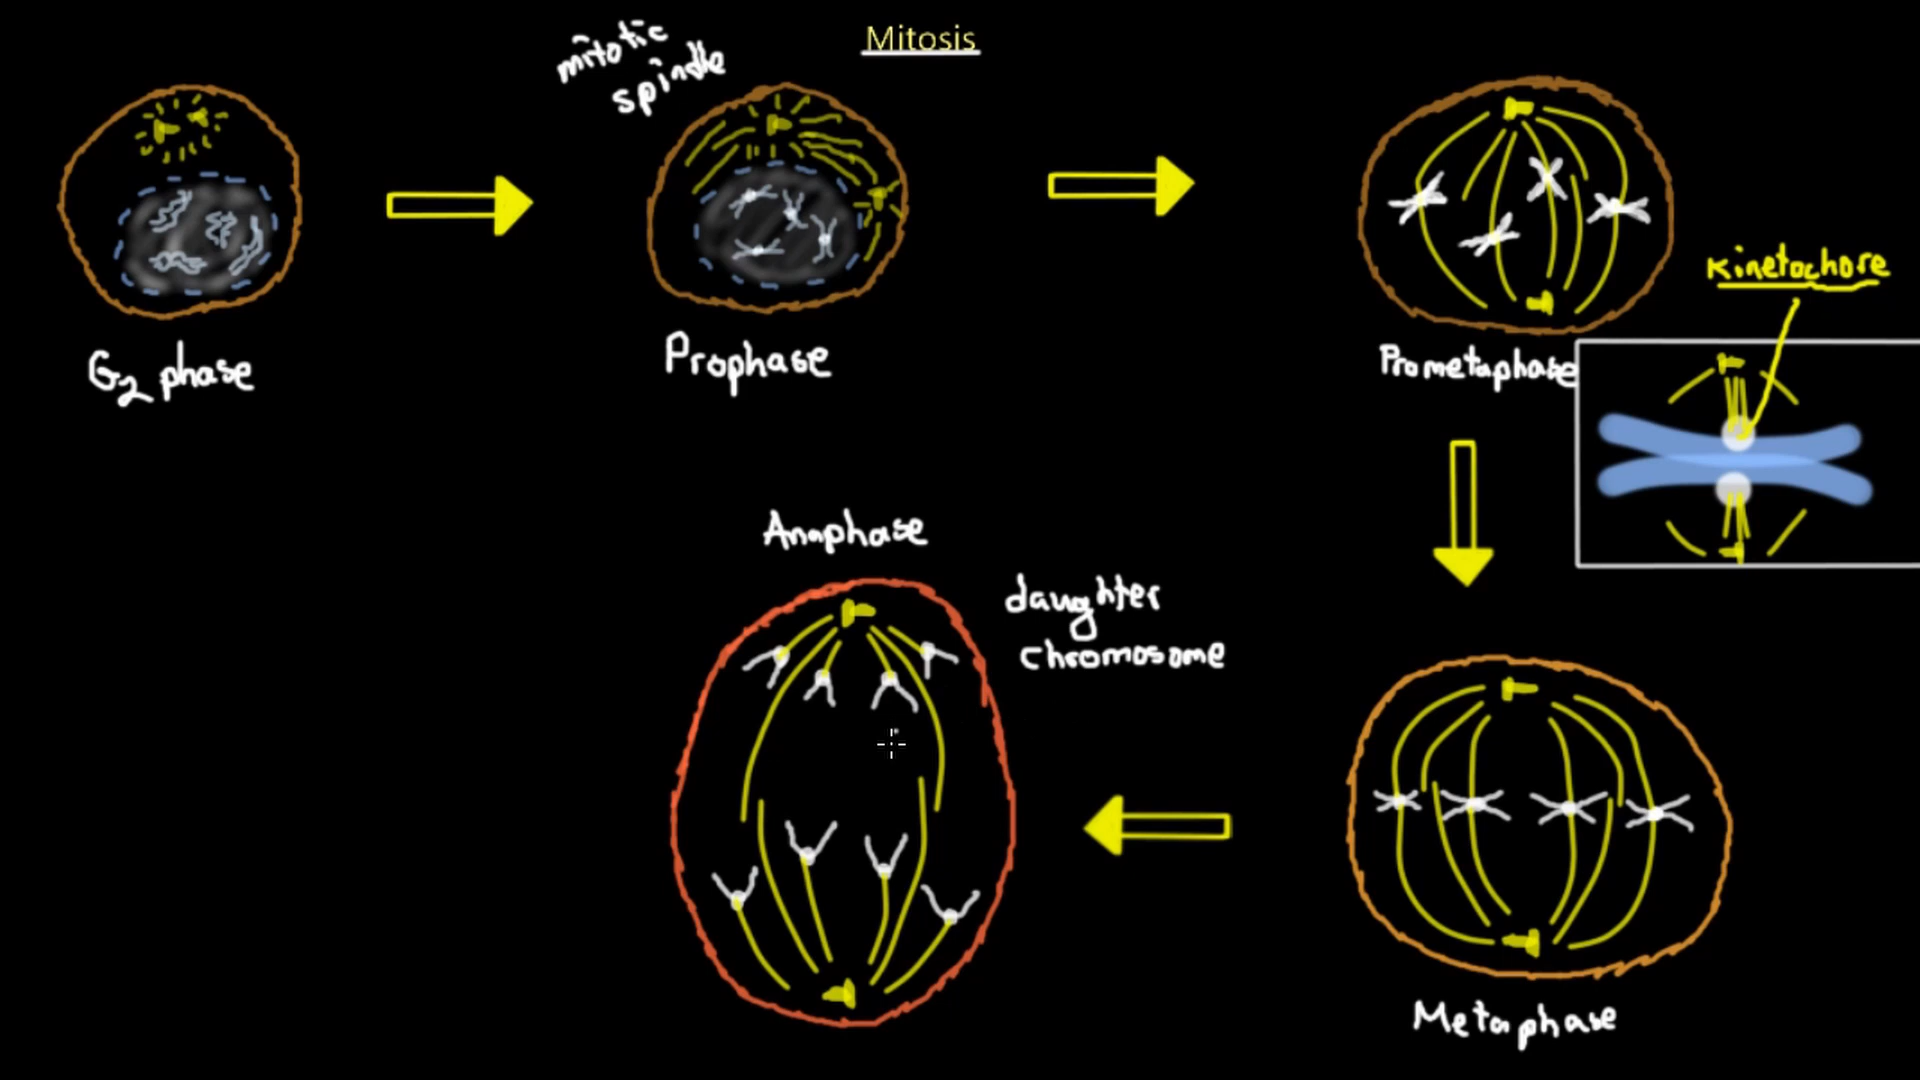 Mitosis
mitotic
spindle
G2 phase
Prophase
Prometaphase
Kinetochore
Anaphase
daughter
chromosome
Metaphase